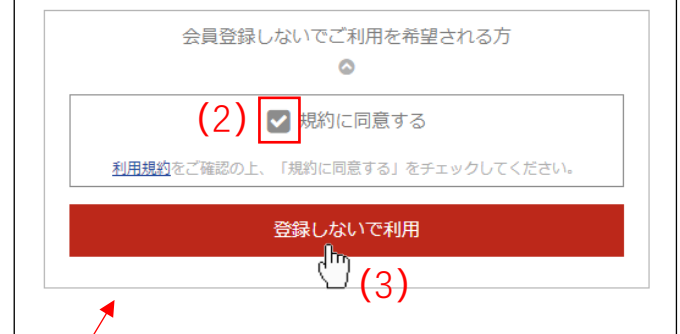 会員登録しないでご利用を希望される方
(2) 規約に同意する
利用規約をご確認の上、「規約に同意する」をチェックしてください。
登録しないで利用
(3)